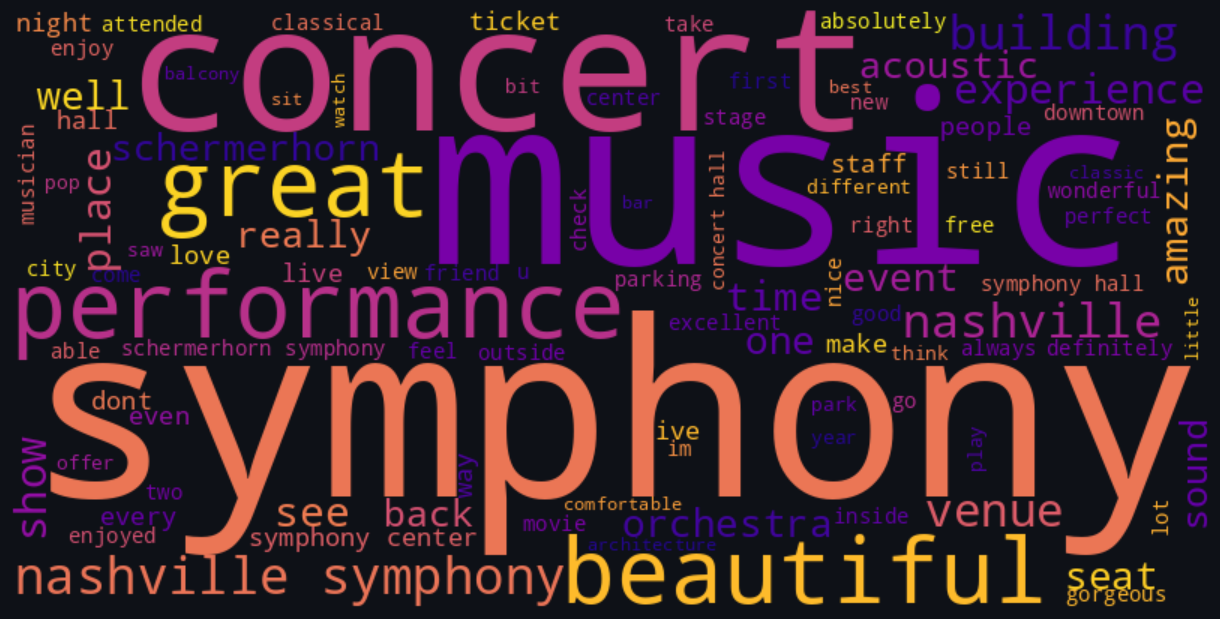 night attended classical ticket take absolutely
concert
building
enjoy
balcony
sit
watch
bit
center
first
best
new
acoustic
experience
well
hall
stage
people
downtown
musician
schermerhorn
pop
place
great
music
check
bar
concert hall
staff
different
still
classic
wonderful
perfect
amazing
right
free
really
saw
love
city
come
live
view
friend u
parking
nice
event
symphony hall
performance
time
excellent
good
nashville
little
one
make
think
always
definitely
able
schermerhorn symphony
feel
outside
symphony
dont
even
park
go
year
play
ive
im
show
offer
way
two
sound
every
see
back
comfortable
movie
orchestra
inside
venue
lot
enjoyed
symphony center
architecture
nashville symphony
beautiful
seat
gorgeous